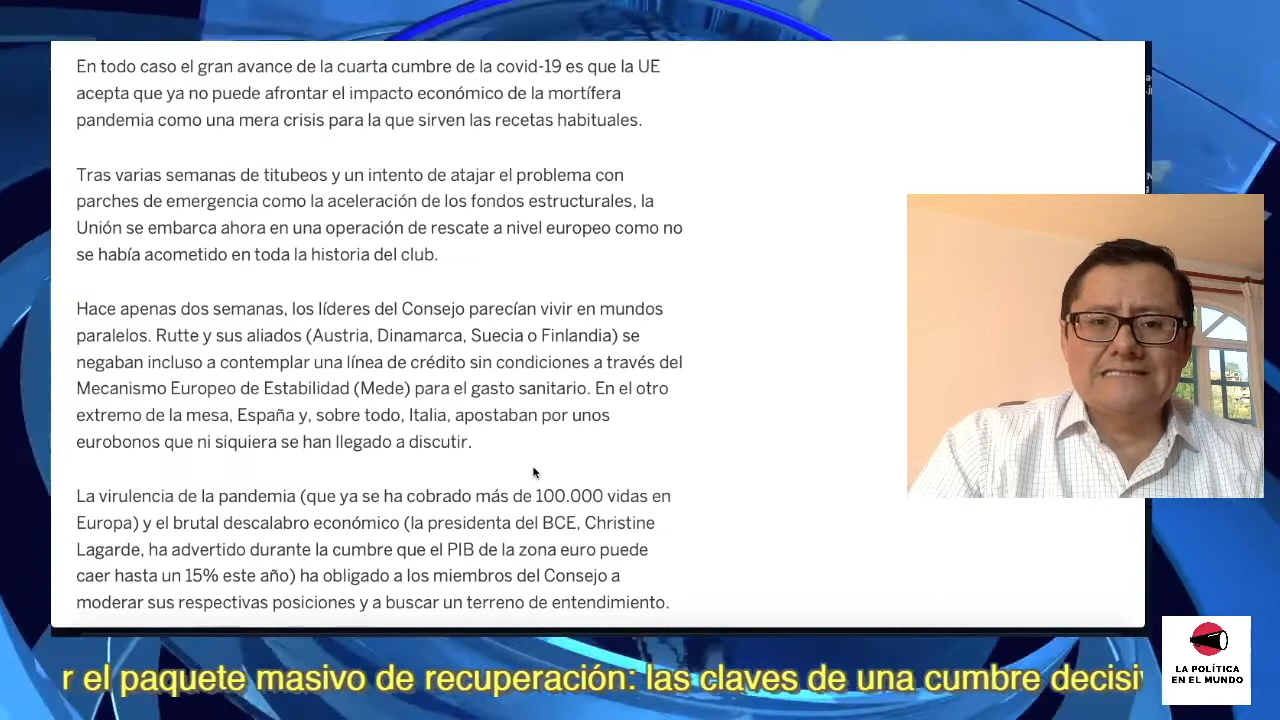 En todo caso el gran avance de la cuarta cumbre de la covid-19 es que la UE
acepta que ya no puede afrontar el impacto económico de la mortífera
pandemia como una mera crisis para la que sirven las recetas habituales.
Tras varias semanas de titubeos y un intento de atajar el problema con
parches de emergencia como la aceleración de los fondos estructurales, la
Unión se embarca ahora en una operación de rescate a nivel europeo como no
se había acometido en toda la historia del club.
Hace apenas dos semanas, los líderes del Consejo parecían vivir en mundos
paralelos. Rutte y sus aliados (Austria, Dinamarca, Suecia o Finlandia) se
negaban incluso a contemplar una línea de crédito sin condiciones a través del
Mecanismo Europeo de Estabilidad (Mede) para el gasto sanitario. En el otro
extremo de la mesa, España y, sobre todo, Italia, apostaban por unos
eurobonos que ni siquiera se han llegado a discutir.
La virulencia de la pandemia (que ya se ha cobrado más de 100.000 vidas en
Europa) y el brutal descalabro económico (la presidenta del BCE, Christine
Lagarde, ha advertido durante la cumbre que el PIB de la zona euro puede
caer hasta un 15% este año) ha obligado a los miembros del Consejo a
moderar sus respectivas posiciones y a buscar un terreno de entendimiento.
r el paquete masivo de recuperación: las claves de una cumbre decisi
LA POLÍTICA
EN EL MUNDO